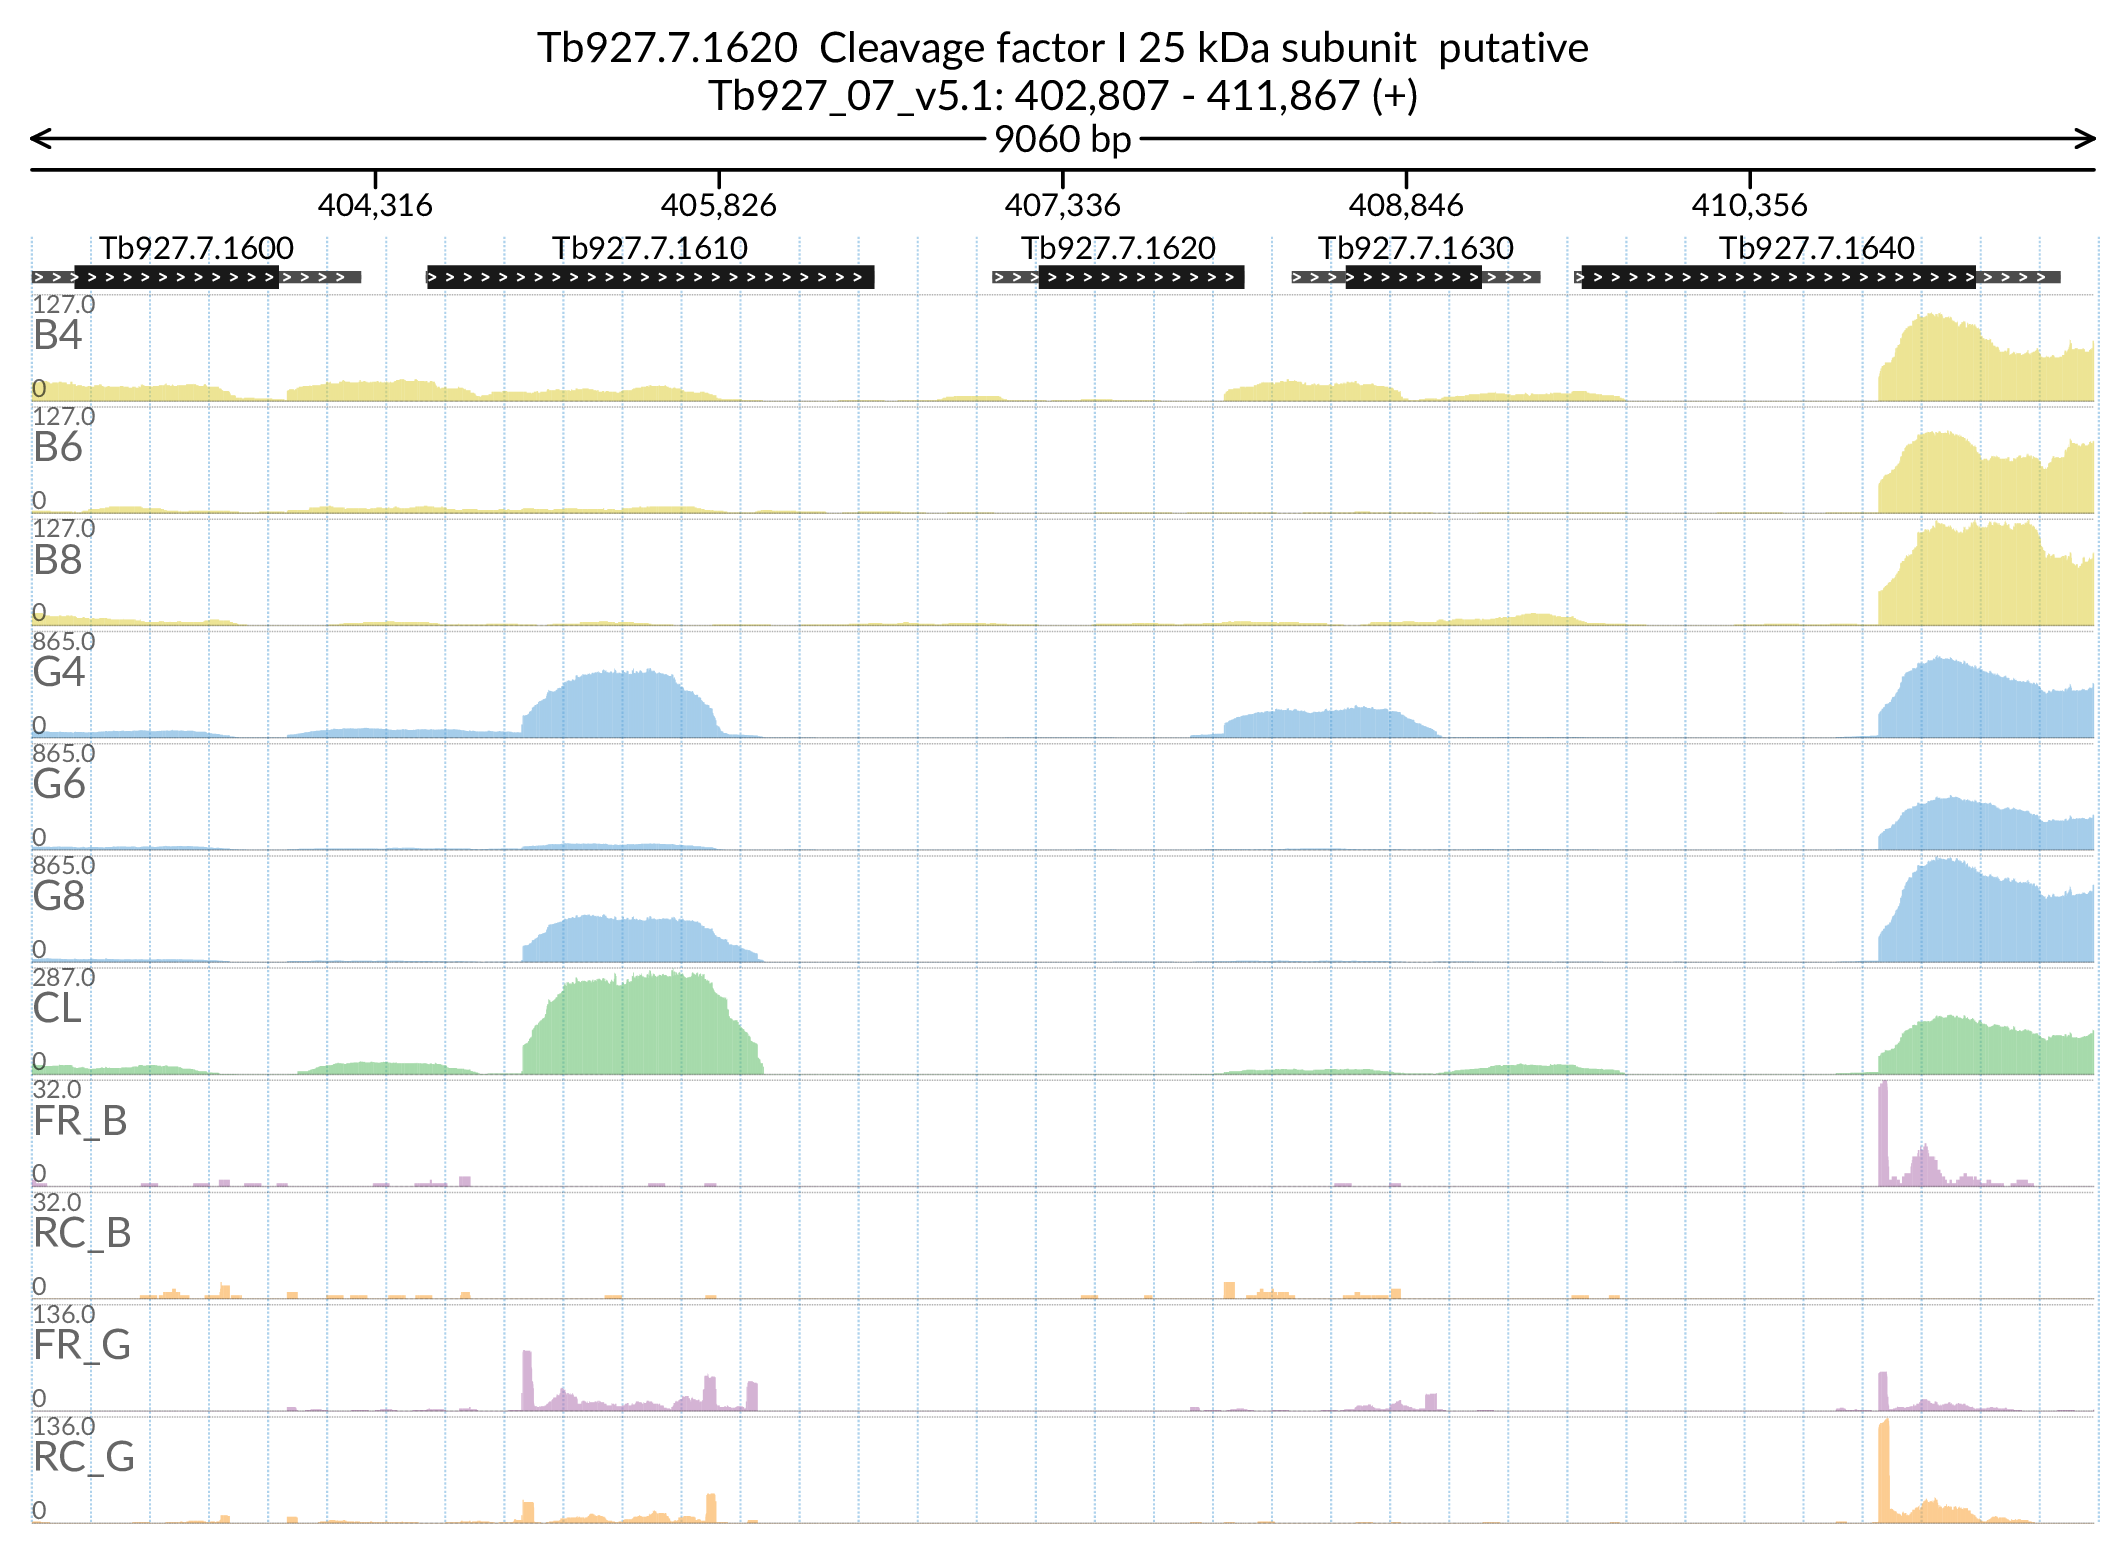 Tb927.7.1620  Cleavage factor I 25 kDa subunit  putative
Tb927_07_v5.1: 402,807 - 411,867 (+)
9060 bp
404,316 405,826 407,336 408,846 410,356
Tb927.7.1600 Tb927.7.1610 Tb927.7.1620 Tb927.7.1630 Tb927.7.1640
127.0
B4
0
127.0
B6
0
127.0
B8
0
865.0
G4
0
865.0
G6
0
865.0
G8
0
287.0
CL
0
32.0
FR_B
0
32.0
RC_B
0
136.0
FR_G
0
136.0
RC_G
0